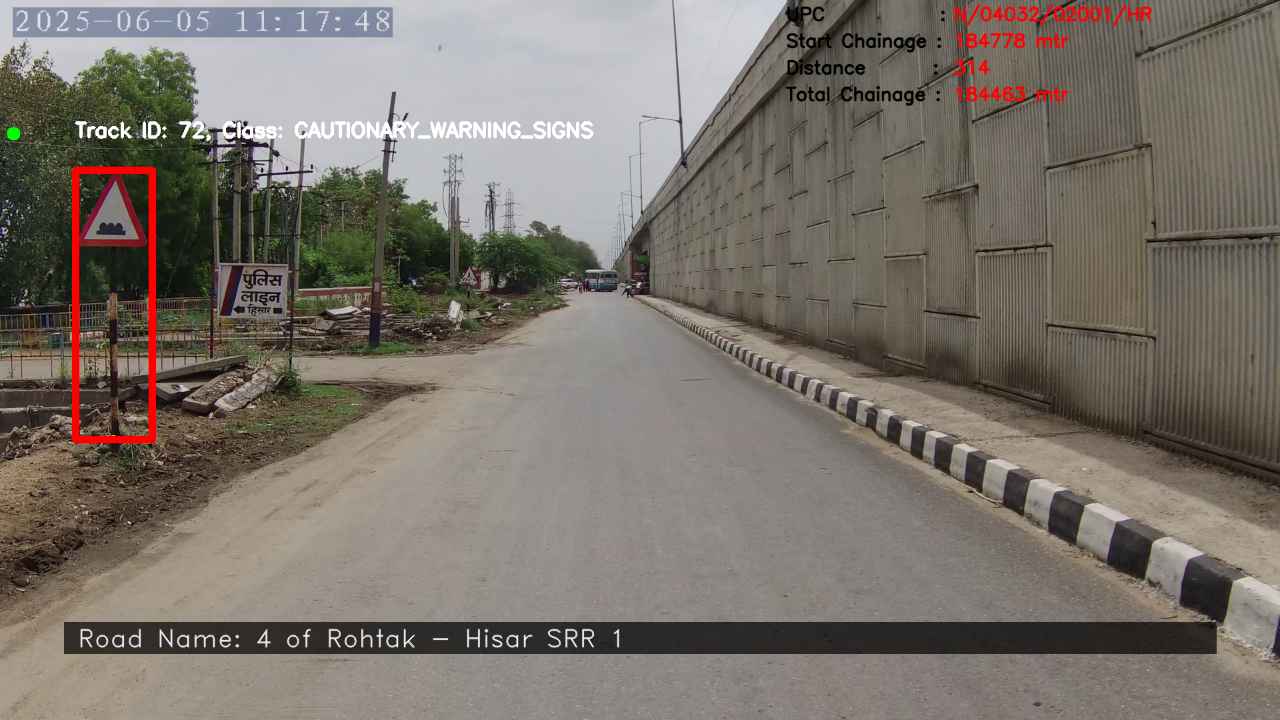 2025-06-05 11:17:48
UPC : N/04032/02001/HR
Start Chainage : 184778 mtr
Distance : 314
Total Chainage : 184463 mtr
Track ID: 72, Class: CAUTIONARY_WARNING_SIGNS
पुलिस
लाइन
हिसार
Road Name: 4 of Rohtak - Hisar SRR 1